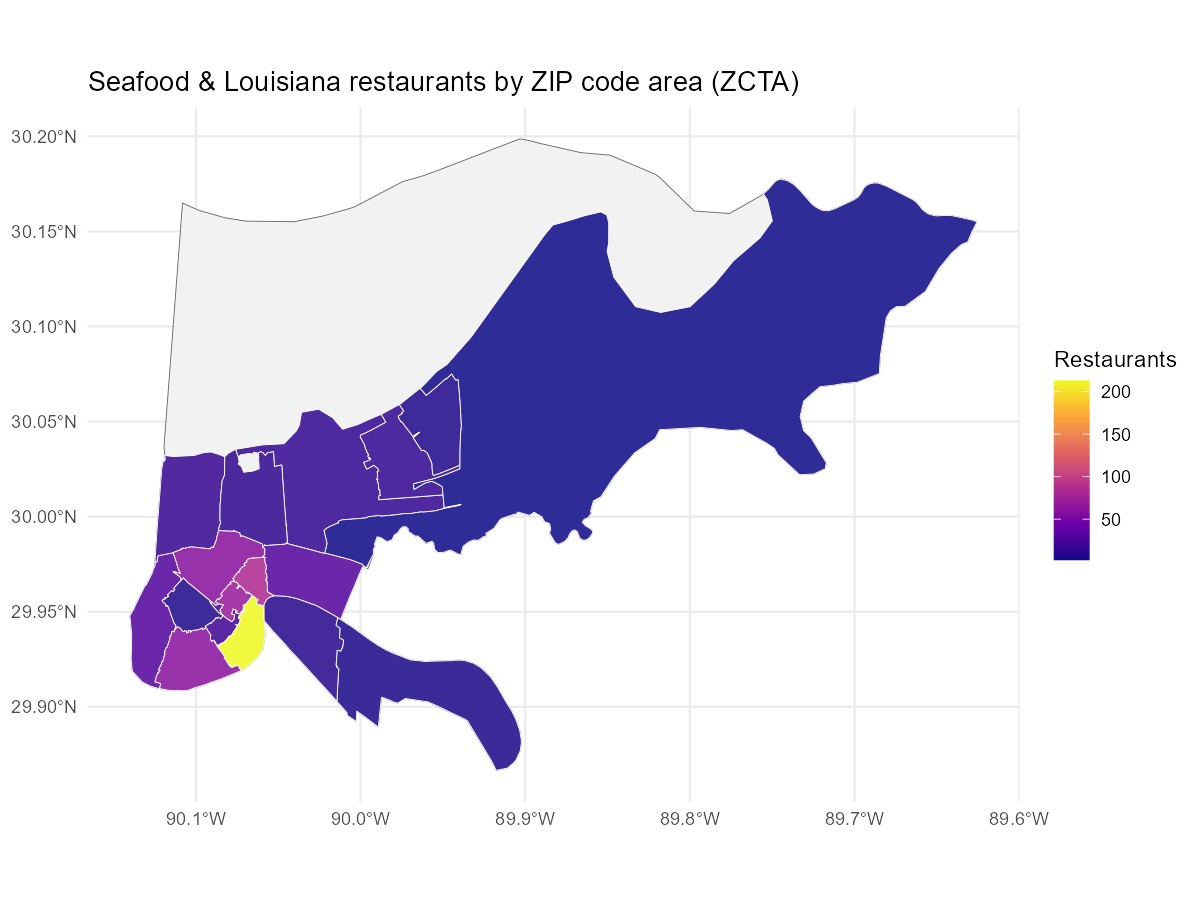 Seafood & Louisiana restaurants by ZIP code area (ZCTA)
30.20°N
30.15°N
30.10°N
30.05°N
30.00°N
29.95°N
29.90°N
90.1°W
90.0°W
89.9°W
89.8°W
89.7°W
89.6°W
Restaurants
200
150
100
50